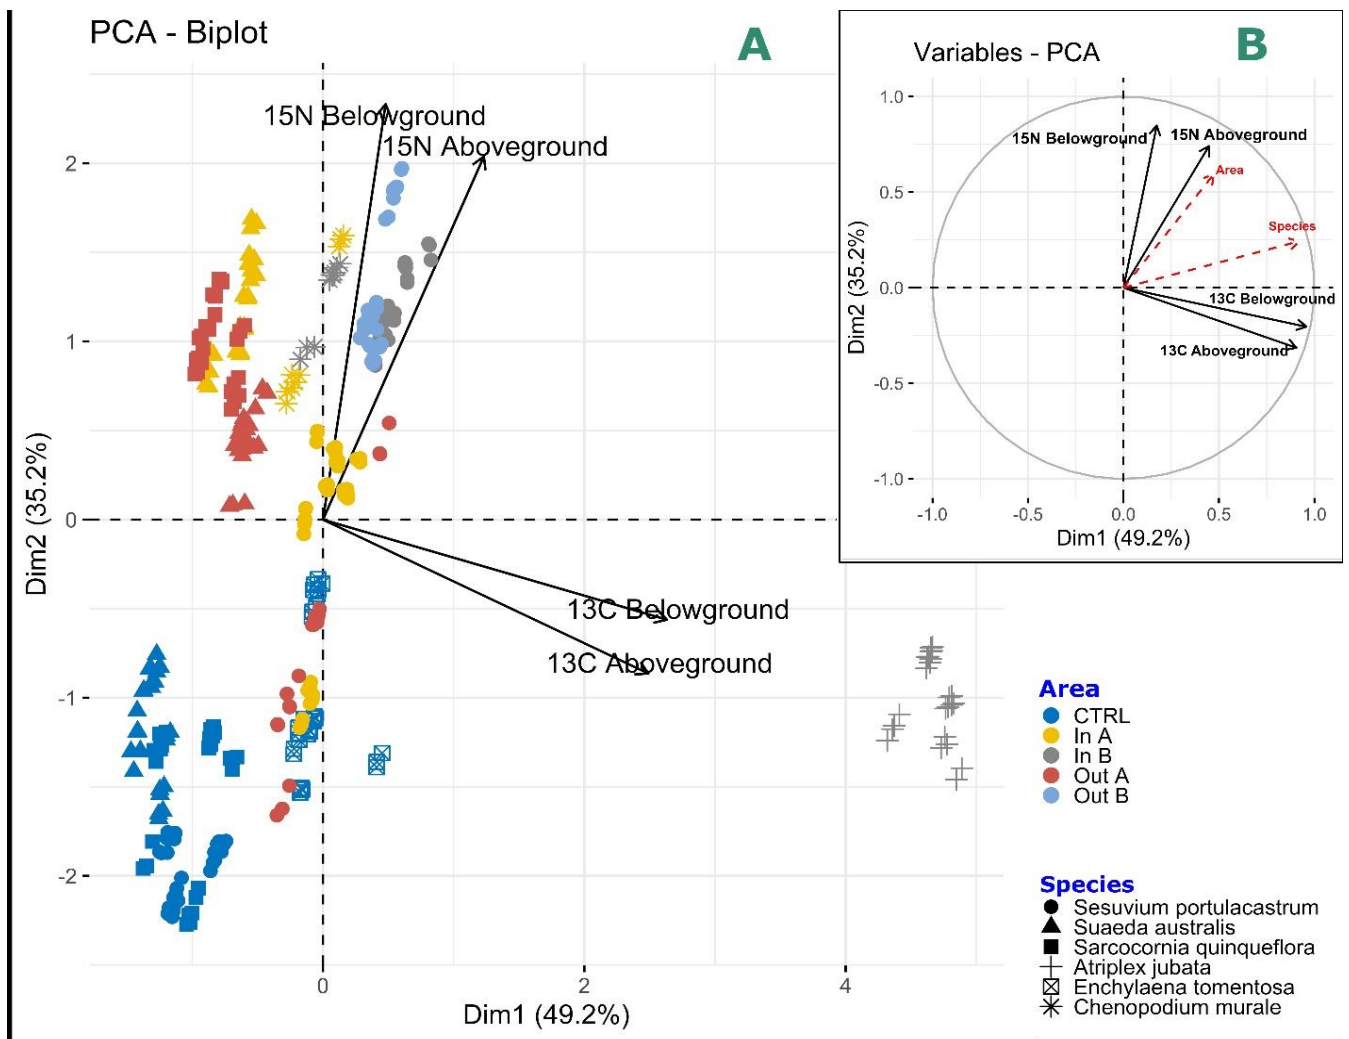 PCA - Biplot
A
15N Belowground
15N Aboveground
13C Belowground
13C Aboveground
2
1
0
-1
-2
Dim2 (35.2%)
0
2
4
Dim1 (49.2%)
B
Variables - PCA
15N Belowground
15N Aboveground
Area
Species
13C Belowground
13C Aboveground
1.0
0.5
0.0
-0.5
-1.0
Dim2 (35.2%)
-1.0
-0.5
0.0
0.5
1.0
Dim1 (49.2%)
Area
CTRL
In A
In B
Out A
Out B
Species
Sesuvium portulacastrum
Suaeda australis
Sarcocornia quinqueflora
Atriplex jubata
Enchylaena tomentosa
Chenopodium murale